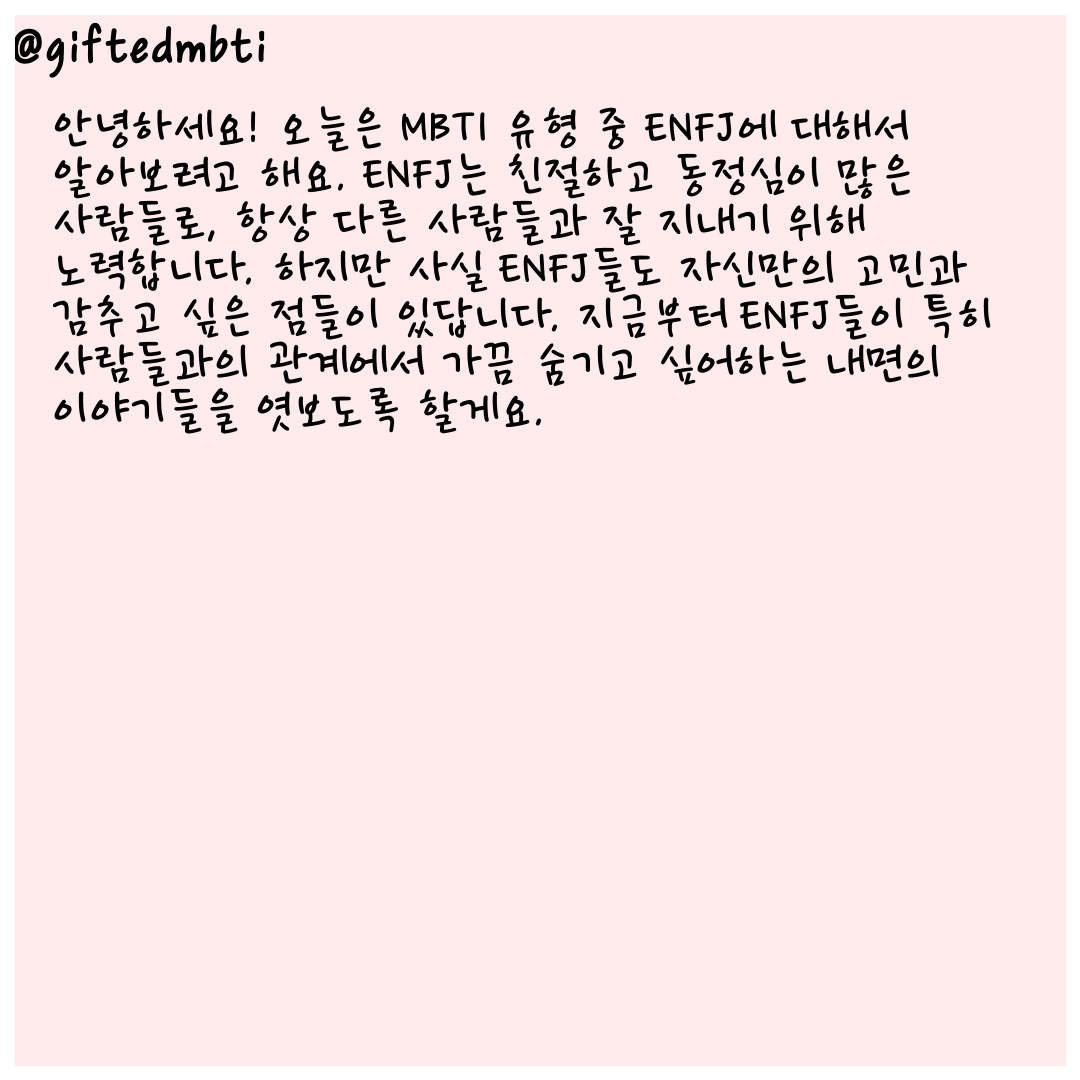 @giftedmbti
안녕하세요! 오늘은 MBTI 유형 중 ENFJ에 대해서
알아보려고 해요. ENFJ는 친절하고 동정심이 많은
사람들로, 항상 다른 사람들과 잘 지내기 위해
노력합니다. 하지만 사실 ENFJ들도 자신만의 고민과
감추고 싶은 점들이 있답니다. 지금부터 ENFJ들이 특히
사람들과의 관계에서 가끔 숨기고 싶어하는 내면의
이야기들을 엿보도록 할게요.